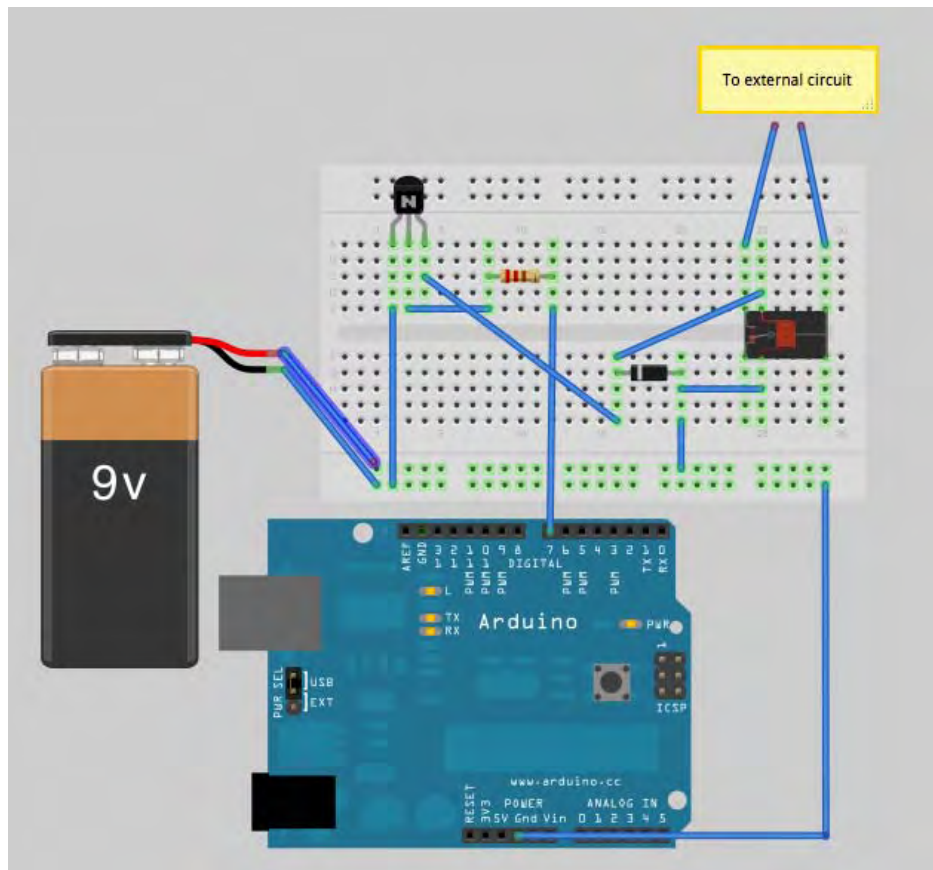 To external circuit
N
9v
AREF
GND
13
12
PWM 11
PWM 10
PWM 9
8
7
PWM 6
PWM 5
4
PWM 3
2
TX 1
RX 0
DIGITAL
L
TX
RX
Arduino
PWR
1
PWR SEL
USB
EXT
ICSP
www.arduino.cc
POWER
ANALOG IN
RESET
3V3
5V Gnd Vin 0 1 2 3 4 5